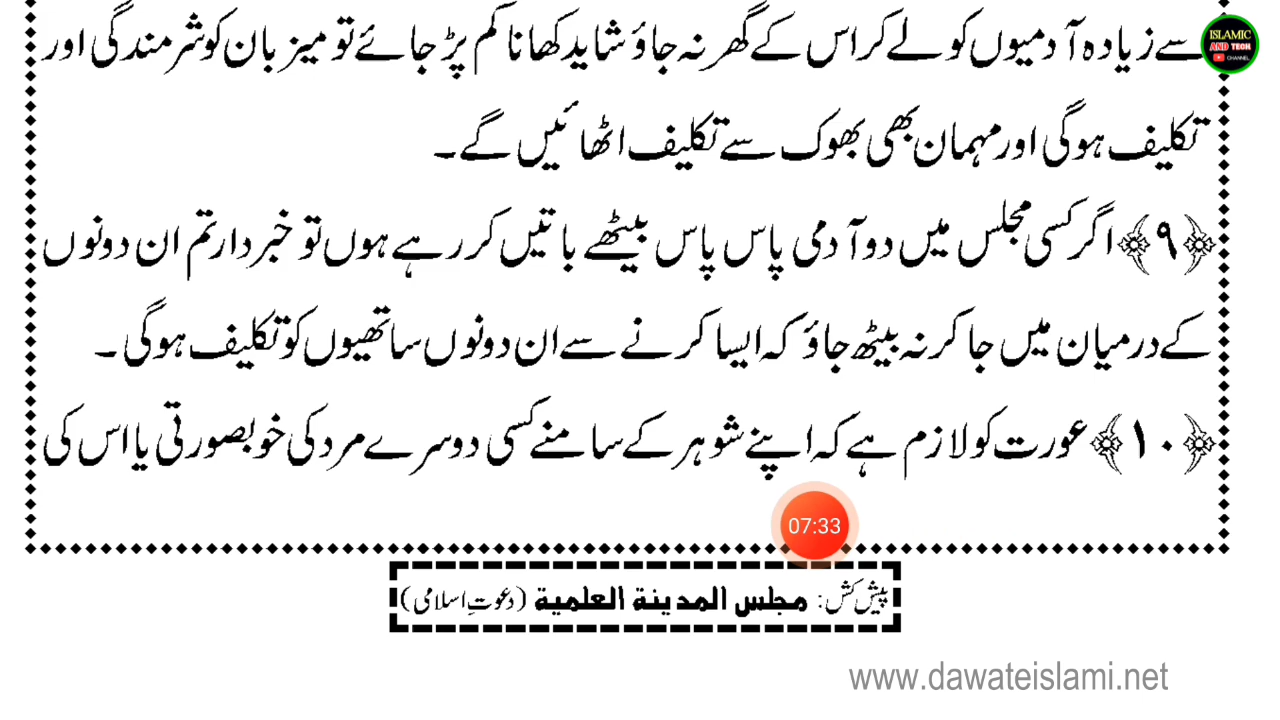 سے زیادہ آدمیوں کو لے کر اس کے گھر نہ جاؤ شاید کھانا کم پڑ جائے تو میزبان کو شرمندگی اور
ISLAMIC
AND TECH
CHANNEL
تکلیف ہوگی اور مہمان بھی بھوک سے تکلیف اٹھائیں گے۔
﴿۹﴾ اگر کسی مجلس میں دو آدمی پاس پاس بیٹھے باتیں کر رہے ہوں تو خبردار تم ان دونوں
کے درمیان میں جا کر نہ بیٹھ جاؤ کہ ایسا کرنے سے ان دونوں ساتھیوں کو تکلیف ہوگی۔
﴿۱۰﴾ عورت کو لازم ہے کہ اپنے شوہر کے سامنے کسی دوسرے مرد کی خوبصورتی یا اس کی
07:33
پیش کش: مجلس المدینة العلمیة (دعوتِ اسلامی)
www.dawateislami.net